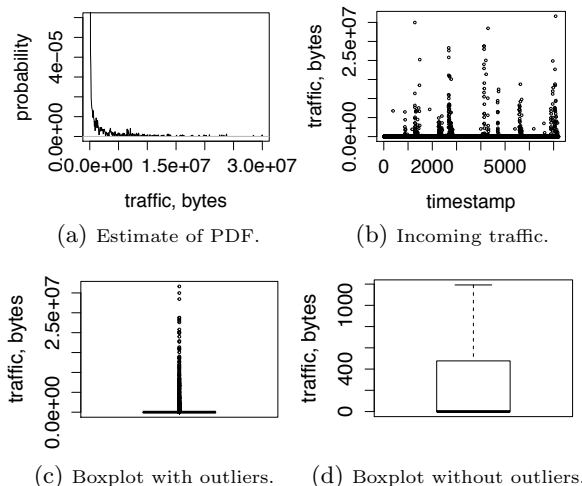 probability
0.0e+00 4e−05
0.0e+00 1.5e+07 3.0e+07
traffic, bytes
(a) Estimate of PDF.
traffic, bytes
0.0e+00 2.5e+07
0 2000 5000
timestamp
(b) Incoming traffic.
traffic, bytes
0.0e+00 2.5e+07
(c) Boxplot with outliers.
traffic, bytes
0 400 1000
(d) Boxplot without outliers.